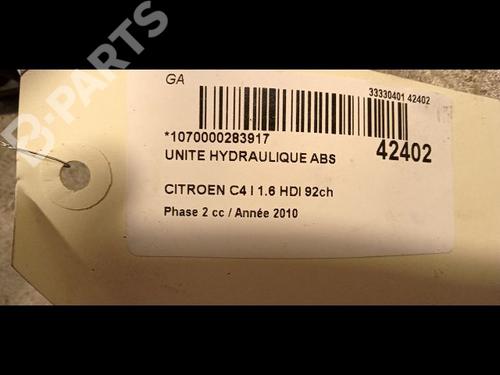 B-PARTS
GA
33330401 42402
*1070000283917
UNITE HYDRAULIQUE ABS
42402
CITROEN C4 I 1.6 HDI 92ch
Phase 2 cc / Année 2010